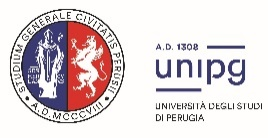 STUDIUM GENERALE CIVITATIS PERUSII
• A.D. MCCCVIII •
A.D. 1308
unipg
UNIVERSITÀ DEGLI STUDI
DI PERUGIA